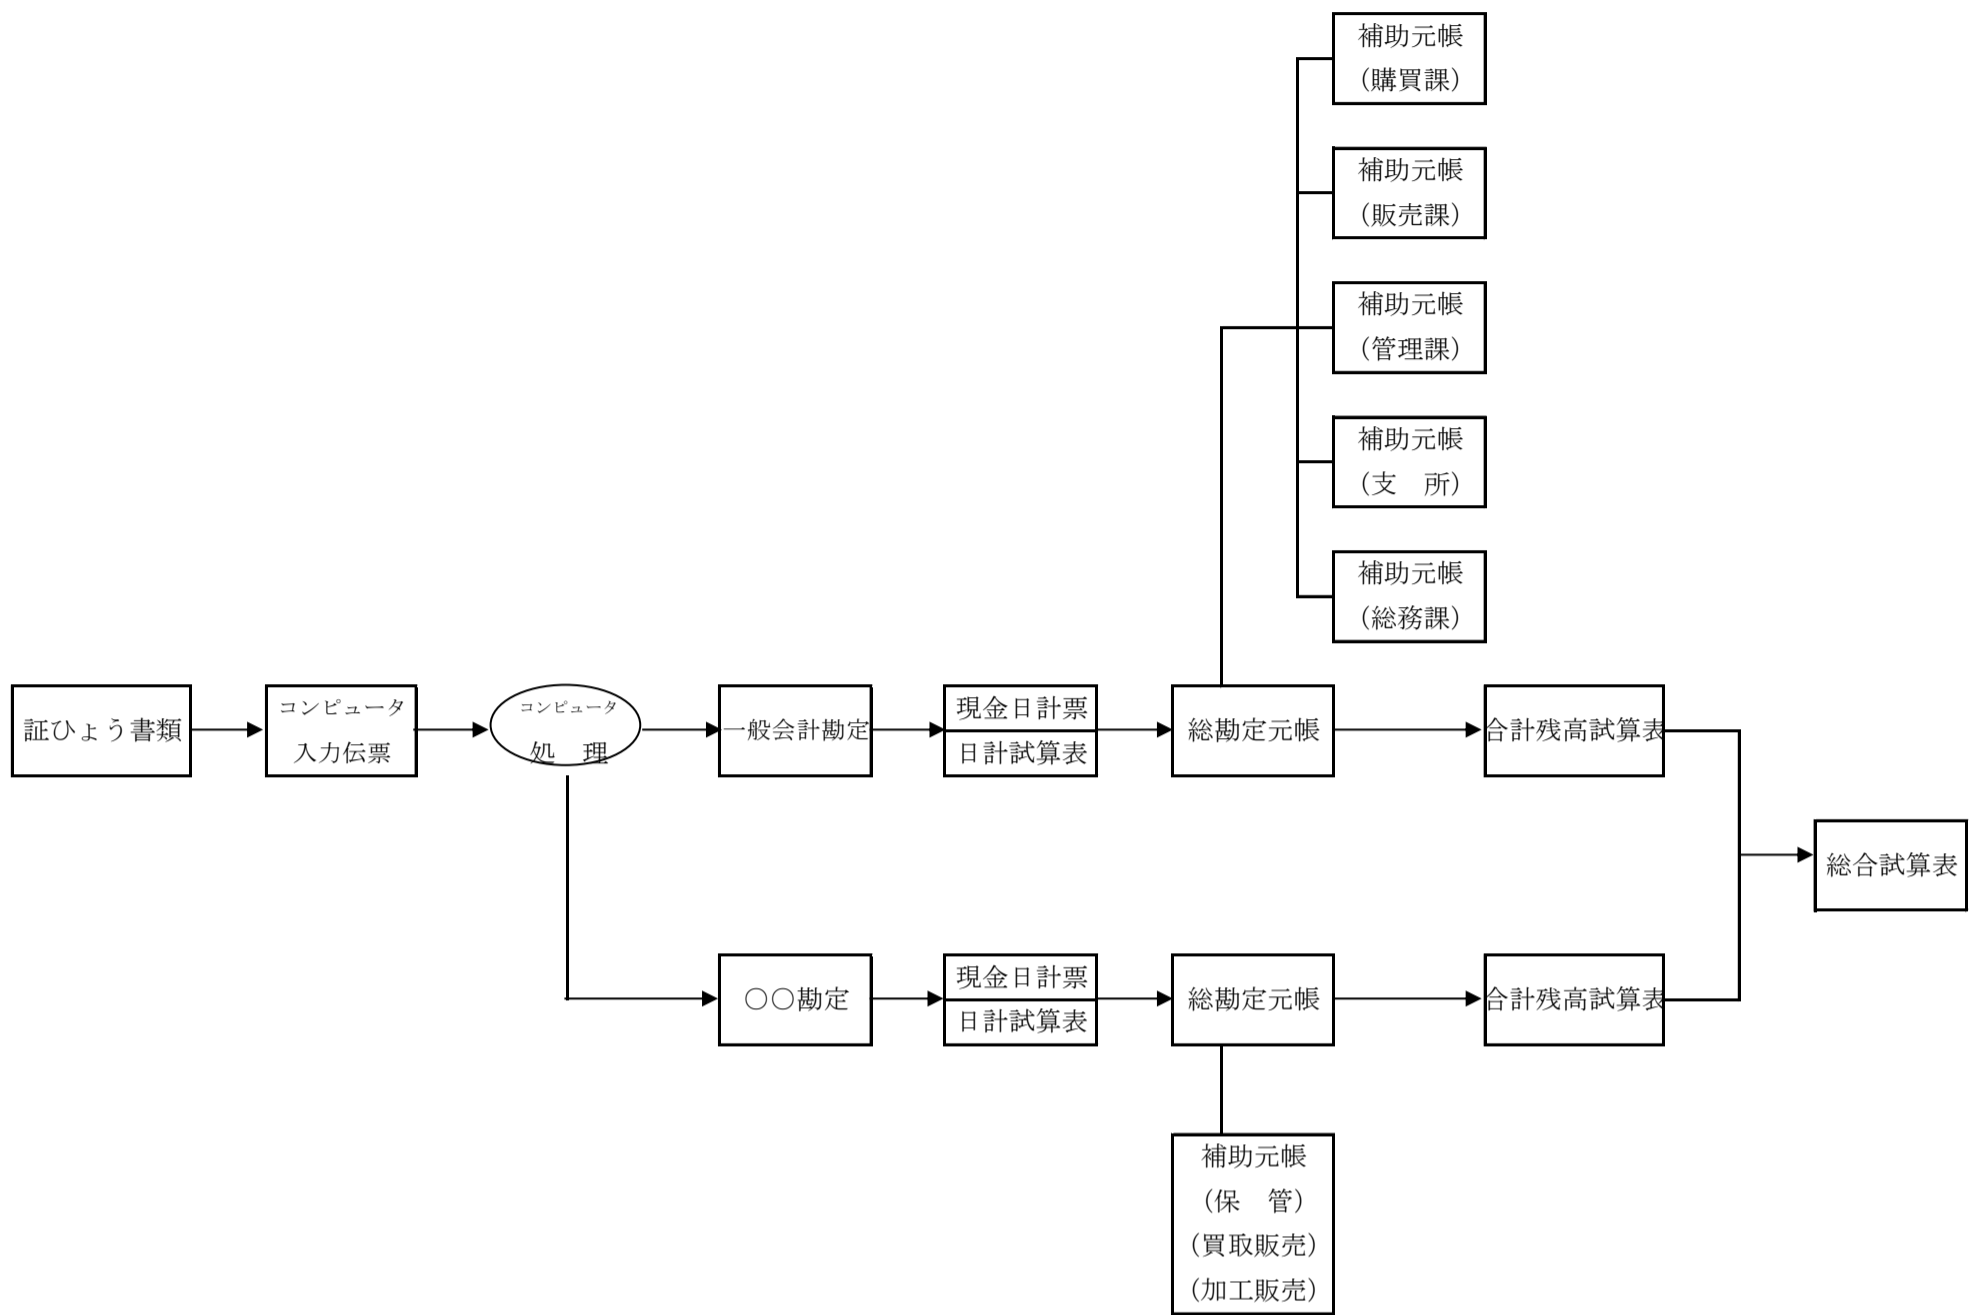 補助元帳
（購買課）
補助元帳
（販売課）
補助元帳
（管理課）
補助元帳
（支　所）
補助元帳
（総務課）
証ひょう書類
コンピュータ
入力伝票
コンピュータ
処　理
一般会計勘定
現金日計票
日計試算表
総勘定元帳
合計残高試算表
総合試算表
○○勘定
現金日計票
日計試算表
総勘定元帳
合計残高試算表
補助元帳
（保　管）
（買取販売）
（加工販売）